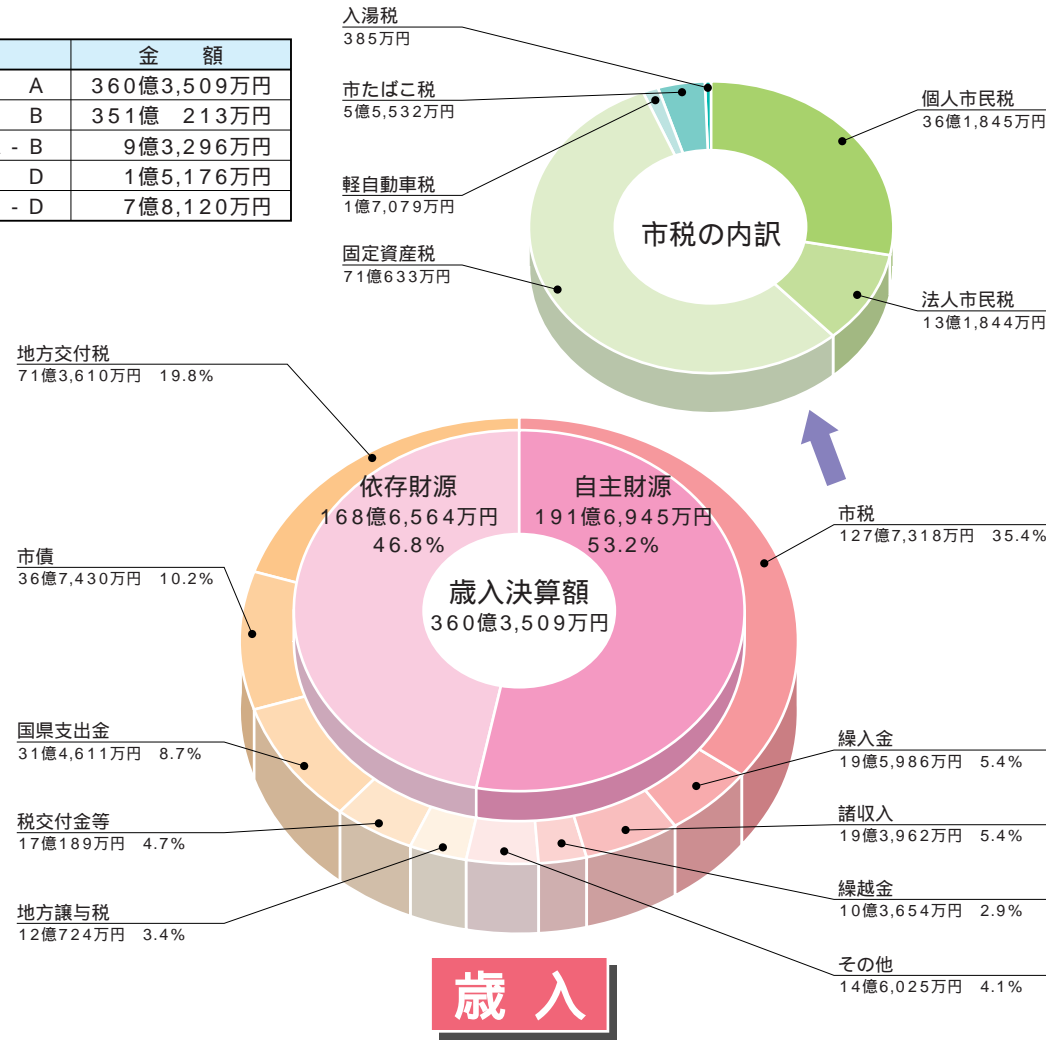 金　額
A 360億3,509万円
B 351億　213万円
- B 9億3,296万円
D 1億5,176万円
- D 7億8,120万円
入湯税
385万円
市たばこ税
5億5,532万円
軽自動車税
1億7,079万円
固定資産税
71億633万円
市税の内訳
個人市民税
36億1,845万円
法人市民税
13億1,844万円
地方交付税
71億3,610万円　19.8%
市債
36億7,430万円　10.2%
国県支出金
31億4,611万円　8.7%
税交付金等
17億189万円　4.7%
地方譲与税
12億724万円　3.4%
依存財源
168億6,564万円
46.8%
自主財源
191億6,945万円
53.2%
歳入決算額
360億3,509万円
市税
127億7,318万円　35.4%
繰入金
19億5,986万円　5.4%
諸収入
19億3,962万円　5.4%
繰越金
10億3,654万円　2.9%
その他
14億6,025万円　4.1%
歳入